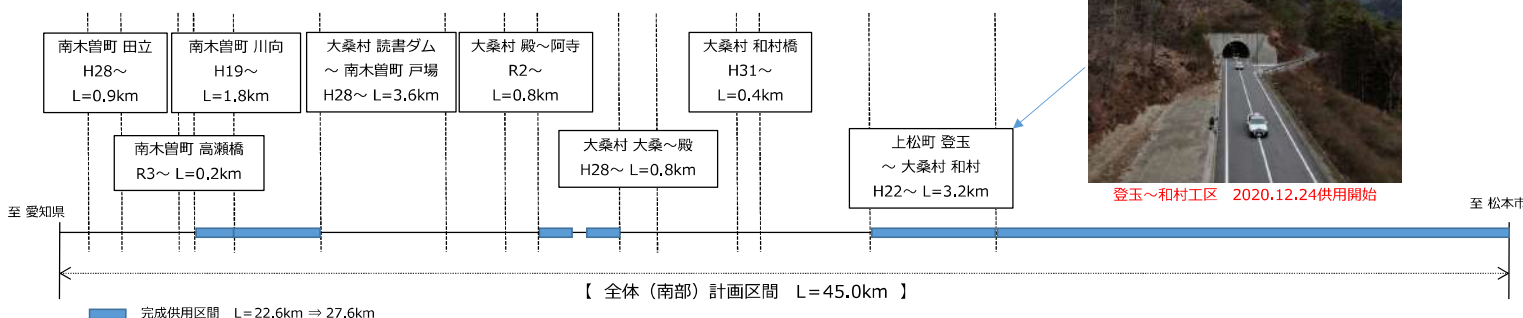 南木曽町 田立
H28～
L=0.9km
南木曽町 川向
H19～
L=1.8km
大桑村 読書ダム
～ 南木曽町 戸場
H28～ L=3.6km
大桑村 殿～阿寺
R2～
L=0.8km
大桑村 和村橋
H31～
L=0.4km
南木曽町 高瀬橋
R3～ L=0.2km
大桑村 大桑～殿
H28～ L=0.8km
上松町 登玉
～ 大桑村 和村
H22～ L=3.2km
登玉～和村工区 2020.12.24供用開始
至 愛知県
至 松本市
【 全体（南部）計画区間 L=45.0km 】
完成供用区間 L=22.6km ⇒ 27.6km